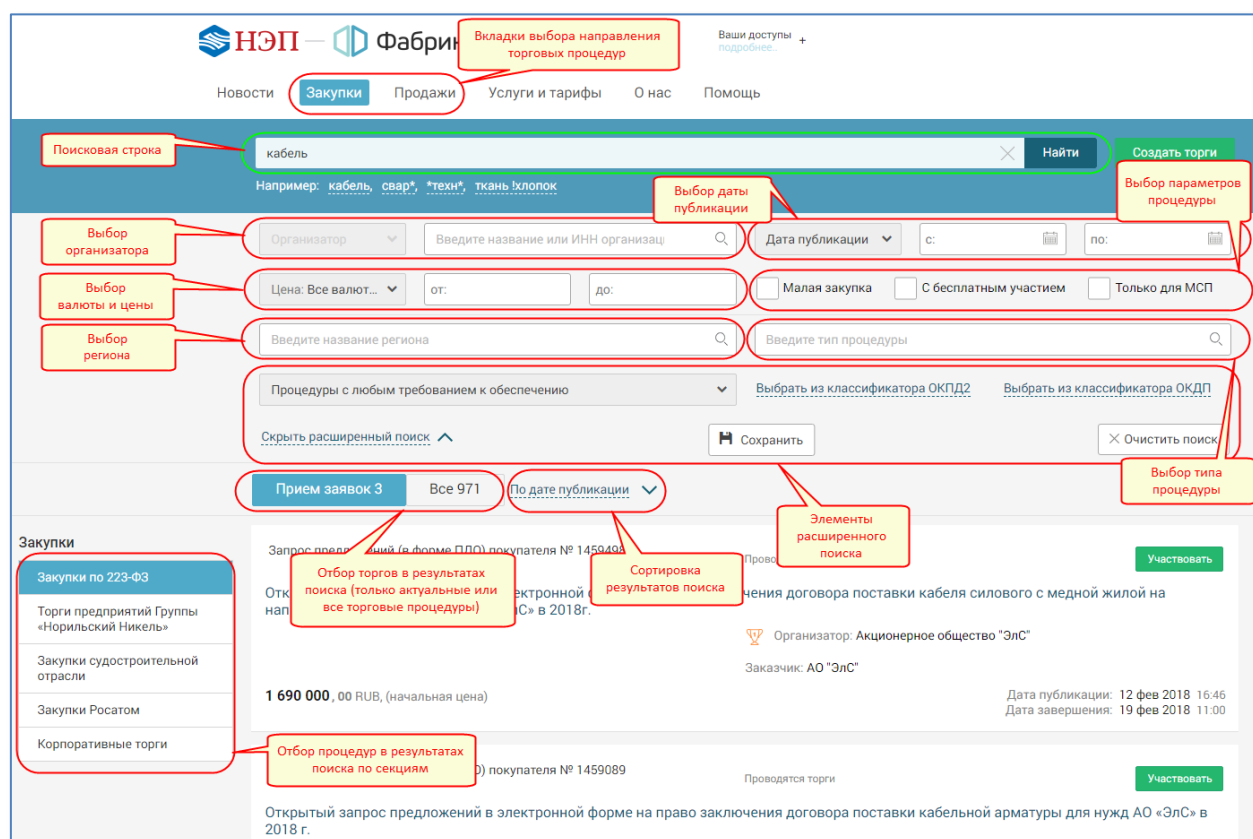 НЭП — Фабрик
Вкладки выбора направления
торговых процедур
Ваши доступы +
подробнее...
Новости Закупки Продажи Услуги и тарифы О нас Помощь
Поисковая строка
кабель
Найти
Создать торги
Например: кабель, свар*, *техн*, ткань !хлопок
Выбор даты
публикации
Выбор параметров
процедуры
Выбор
организатора
Организатор
Введите название или ИНН организац
Дата публикации
с:
по:
Выбор
валюты и цены
Цена: Все валют...
от:
до:
Малая закупка
С бесплатным участием
Только для МСП
Выбор
региона
Введите название региона
Введите тип процедуры
Процедуры с любым требованием к обеспечению
Выбрать из классификатора ОКПД2
Выбрать из классификатора ОКДП
Скрыть расширенный поиск
Сохранить
Очистить поиск
Выбор типа
процедуры
Прием заявок 3
Все 971
По дате публикации
Элементы
расширенного
поиска
Закупки
Закупки по 223-ФЗ
Торги предприятий Группы
«Норильский Никель»
Закупки судостроительной
отрасли
Закупки Росатом
Корпоративные торги
Запрос предложений (в форме ПДО) покупателя № 1459498
Участвовать
Отбор торгов в результатах
поиска (только актуальные или
все торговые процедуры)
Сортировка
результатов поиска
чения договора поставки кабеля силового с медной жилой на
С» в 2018г.
Организатор: Акционерное общество "ЭлС"
Заказчик: АО "ЭлС"
1 690 000 , 00 RUB, (начальная цена)
Дата публикации: 12 фев 2018 16:46
Дата завершения: 19 фев 2018 11:00
Отбор процедур в результатах
поиска по секциям
О) покупателя № 1459089
Проводятся торги
Участвовать
Открытый запрос предложений в электронной форме на право заключения договора поставки кабельной арматуры для нужд АО «ЭлС» в
2018 г.